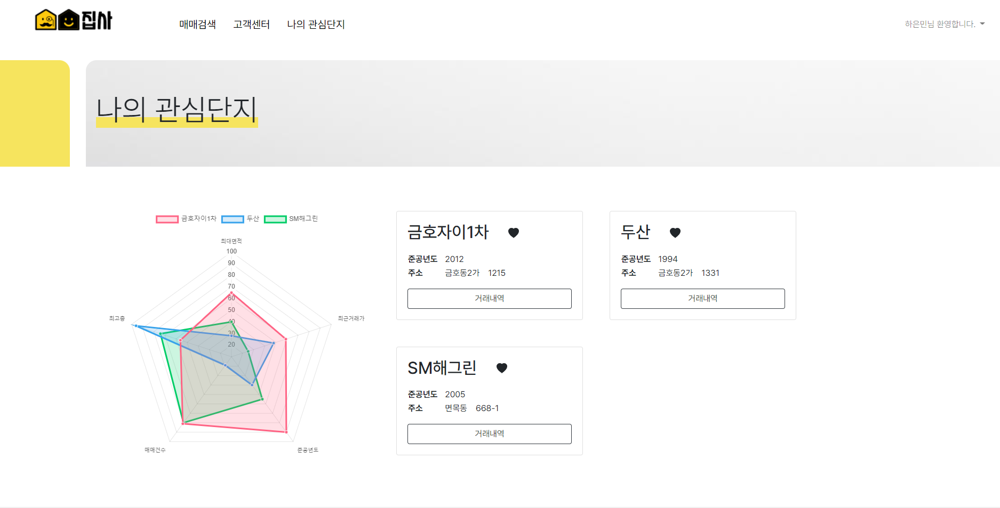 집사
매매검색 고객센터 나의 관심단지
하은민님 환영합니다.
나의 관심단지
금호자이1차 두산 SM해그린
최대면적
100
90
80
70
60
50
40
30
20
최고층
최근거래가
매매건수
준공년도
금호자이1차
준공년도 2012
주소 금호동2가 1215
거래내역
두산
준공년도 1994
주소 금호동2가 1331
거래내역
SM해그린
준공년도 2005
주소 면목동 668-1
거래내역